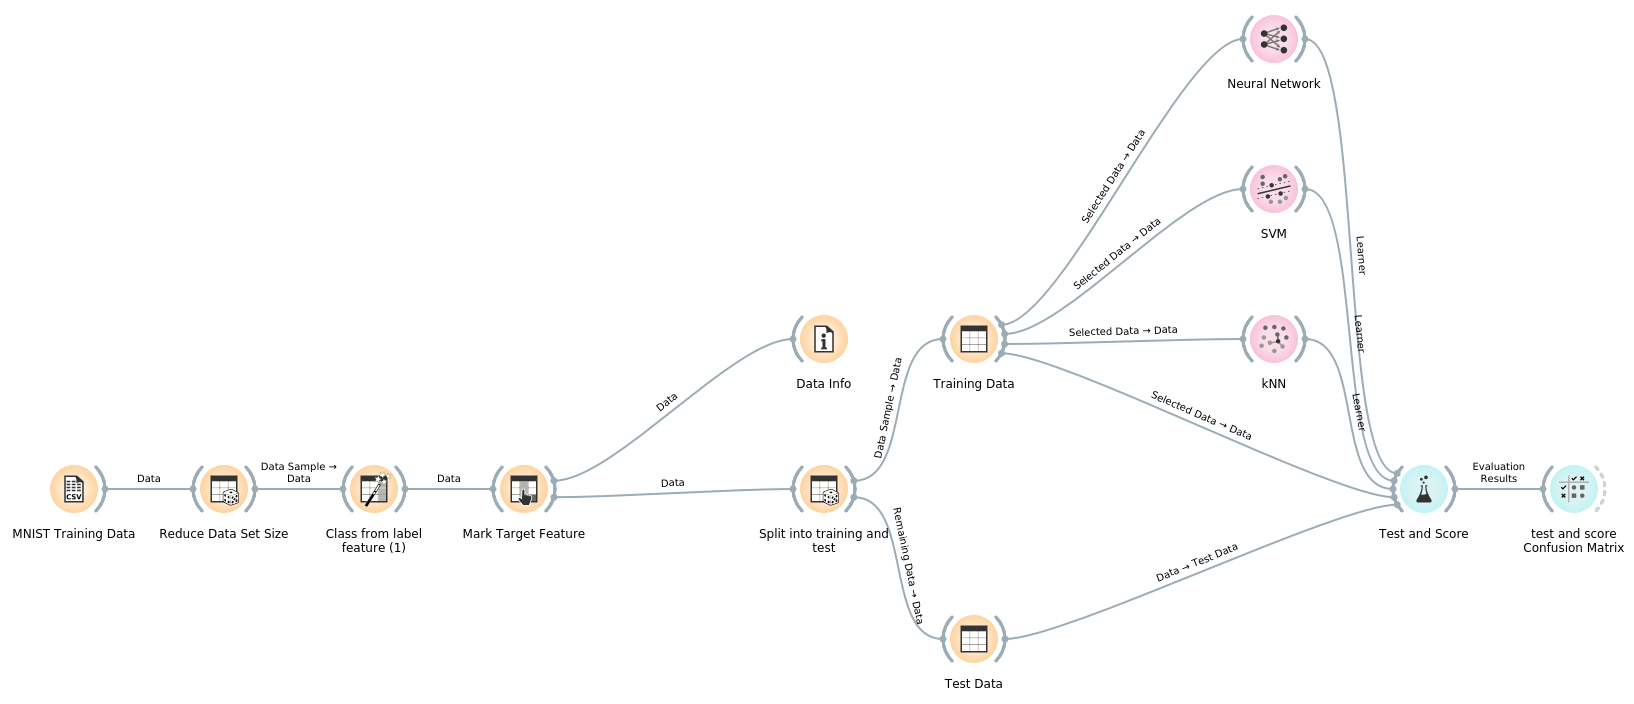 Neural Network
Selected Data → Data
SVM
Selected Data → Data
Learner
Data Info
Training Data
Selected Data → Data
kNN
Learner
Data
Data Sample → Data
Selected Data → Data
Learner
CSV
MNIST Training Data
Data
Reduce Data Set Size
Data Sample →
Data
Class from label
feature (1)
Data
Mark Target Feature
Data
Split into training and
test
Remaining Data → Data
Test Data
Data → Test Data
Test and Score
Evaluation
Results
test and score
Confusion Matrix